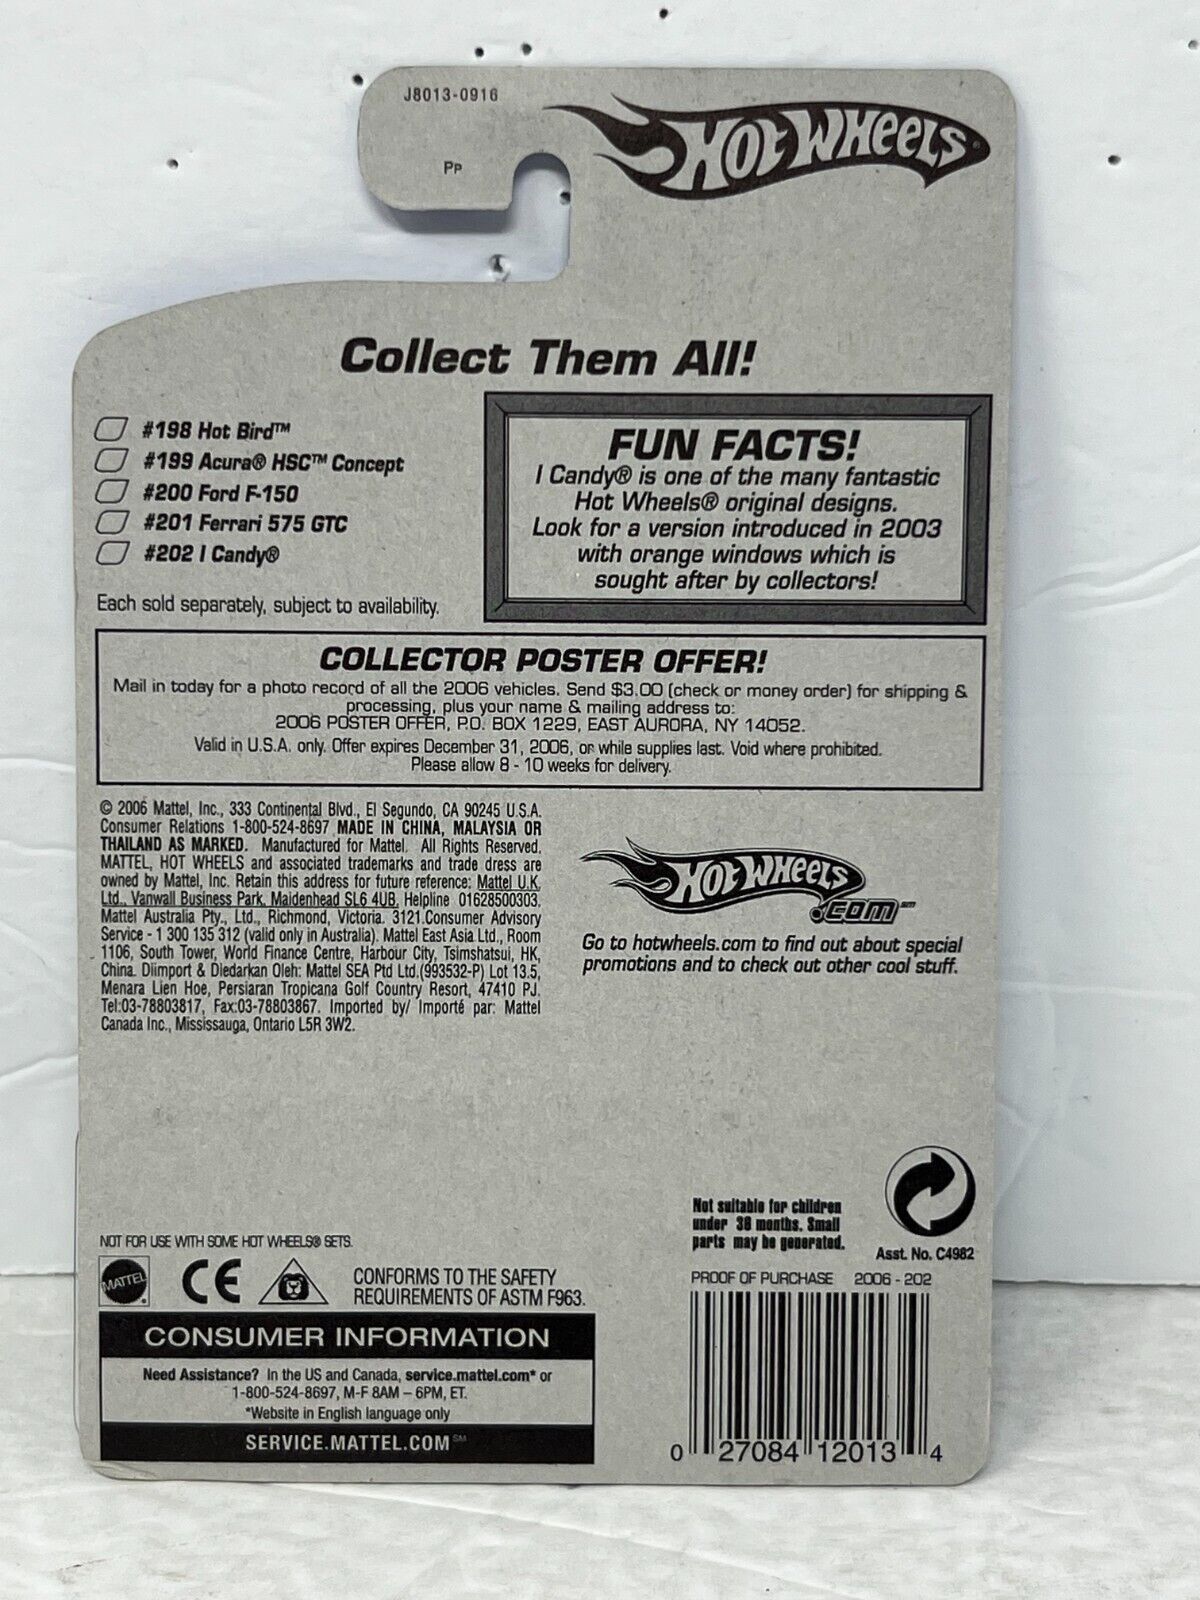 J8013-0916
PP
HOT WHEELS®
Collect Them All!
#198 Hot Bird™
#199 Acura® HSC™ Concept
#200 Ford F-150
#201 Ferrari 575 GTC
#202 I Candy®
Each sold separately, subject to availability.
FUN FACTS!
I Candy® is one of the many fantastic
Hot Wheels® original designs.
Look for a version introduced in 2003
with orange windows which is
sought after by collectors!
COLLECTOR POSTER OFFER!
Mail in today for a photo record of all the 2006 vehicles. Send $3.00 (check or money order) for shipping &
processing, plus your name & mailing address to:
2006 POSTER OFFER, P.O. BOX 1229, EAST AURORA, NY 14052.
Valid in U.S.A. only. Offer expires December 31, 2006, or while supplies last. Void where prohibited.
Please allow 8 - 10 weeks for delivery.
© 2006 Mattel, Inc., 333 Continental Blvd., El Segundo, CA 90245 U.S.A.
Consumer Relations 1-800-524-8697 MADE IN CHINA, MALAYSIA OR
THAILAND AS MARKED. Manufactured for Mattel. All Rights Reserved.
MATTEL, HOT WHEELS and associated trademarks and trade dress are
owned by Mattel, Inc. Retain this address for future reference: Mattel U.K.
Ltd., Vanwall Business Park, Maidenhead SL6 4UB. Helpline 01628500303.
Mattel Australia Pty., Ltd., Richmond, Victoria. 3121.Consumer Advisory
Service - 1 300 135 312 (valid only in Australia). Mattel East Asia Ltd., Room
1106, South Tower, World Finance Centre, Harbour City, Tsimshatsui, HK,
China. Diimport & Diedarkan Oleh: Mattel SEA Ptd Ltd.(993532-P) Lot 13.5,
Menara Lien Hoe, Persiaran Tropicana Golf Country Resort, 47410 PJ.
Tel:03-78803817, Fax:03-78803867. Imported by/ Importé par: Mattel
Canada Inc., Mississauga, Ontario L5R 3W2.
HOT WHEELS
.COM™
Go to hotwheels.com to find out about special
promotions and to check out other cool stuff.
Not suitable for children
under 36 months. Small
parts may be generated.
Asst. No. C4982
NOT FOR USE WITH SOME HOT WHEELS® SETS.
MATTEL
CE
CONFORMS TO THE SAFETY
REQUIREMENTS OF ASTM F963.
PROOF OF PURCHASE 2006 - 202
CONSUMER INFORMATION
Need Assistance? In the US and Canada, service.mattel.com* or
1-800-524-8697, M-F 8AM – 6PM, ET.
*Website in English language only
SERVICE.MATTEL.COM℠
0 27084 12013 4